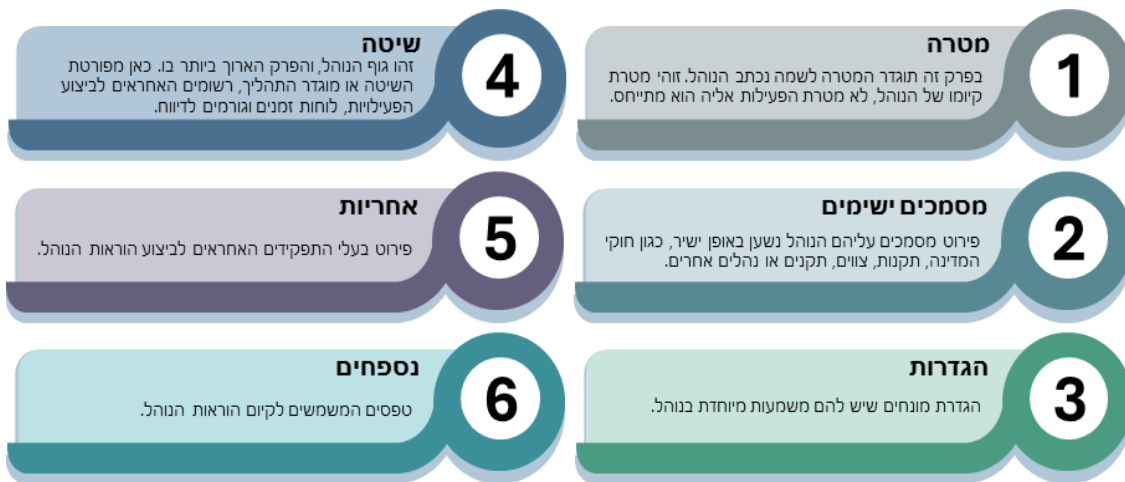 1
מטרה
בפרק זה תוגדר המטרה לשמה נכתב הנוהל. זוהי מטרת
קיומו של הנוהל, לא מטרת הפעילות אליה הוא מתייחס.
2
מסמכים ישימים
פירוט מסמכים עליהם הנוהל נשען באופן ישיר, כגון חוקי
המדינה, תקנות, צווים, תקנים או נהלים אחרים.
3
הגדרות
הגדרת מונחים שיש להם משמעות מיוחדת בנוהל.
4
שיטה
זהו גוף הנוהל, והפרק הארוך ביותר בו. כאן מפורטת
השיטה או מוגדר התהליך, רשומים האחראים לביצוע
הפעילויות, לוחות זמנים וגורמים לדיווח.
5
אחריות
פירוט בעלי התפקידים האחראים לביצוע הוראות הנוהל.
6
נספחים
טפסים המשמשים לקיום הוראות הנוהל.